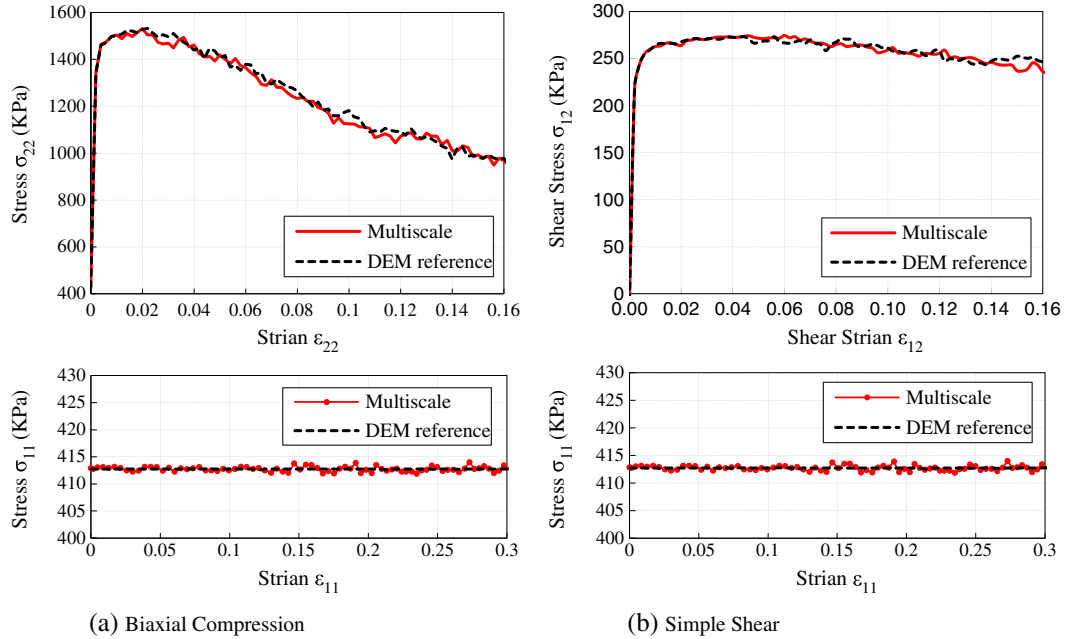 1600
1400
1200
1000
800
600
400
Stress σ22 (KPa)
Multiscale
DEM reference
0 0.02 0.04 0.06 0.08 0.1 0.12 0.14 0.16
Strian ε22
300
250
200
150
100
50
0
Shear Stress σ12 (KPa)
Multiscale
DEM reference
0.00 0.02 0.04 0.06 0.08 0.10 0.12 0.14 0.16
Shear Strian ε12
430
425
420
415
410
405
400
Stress σ11 (KPa)
Multiscale
DEM reference
0 0.05 0.1 0.15 0.2 0.25 0.3
Strian ε11
430
425
420
415
410
405
400
Stress σ11 (KPa)
Multiscale
DEM reference
0 0.05 0.1 0.15 0.2 0.25 0.3
Strian ε11
(a) Biaxial Compression
(b) Simple Shear